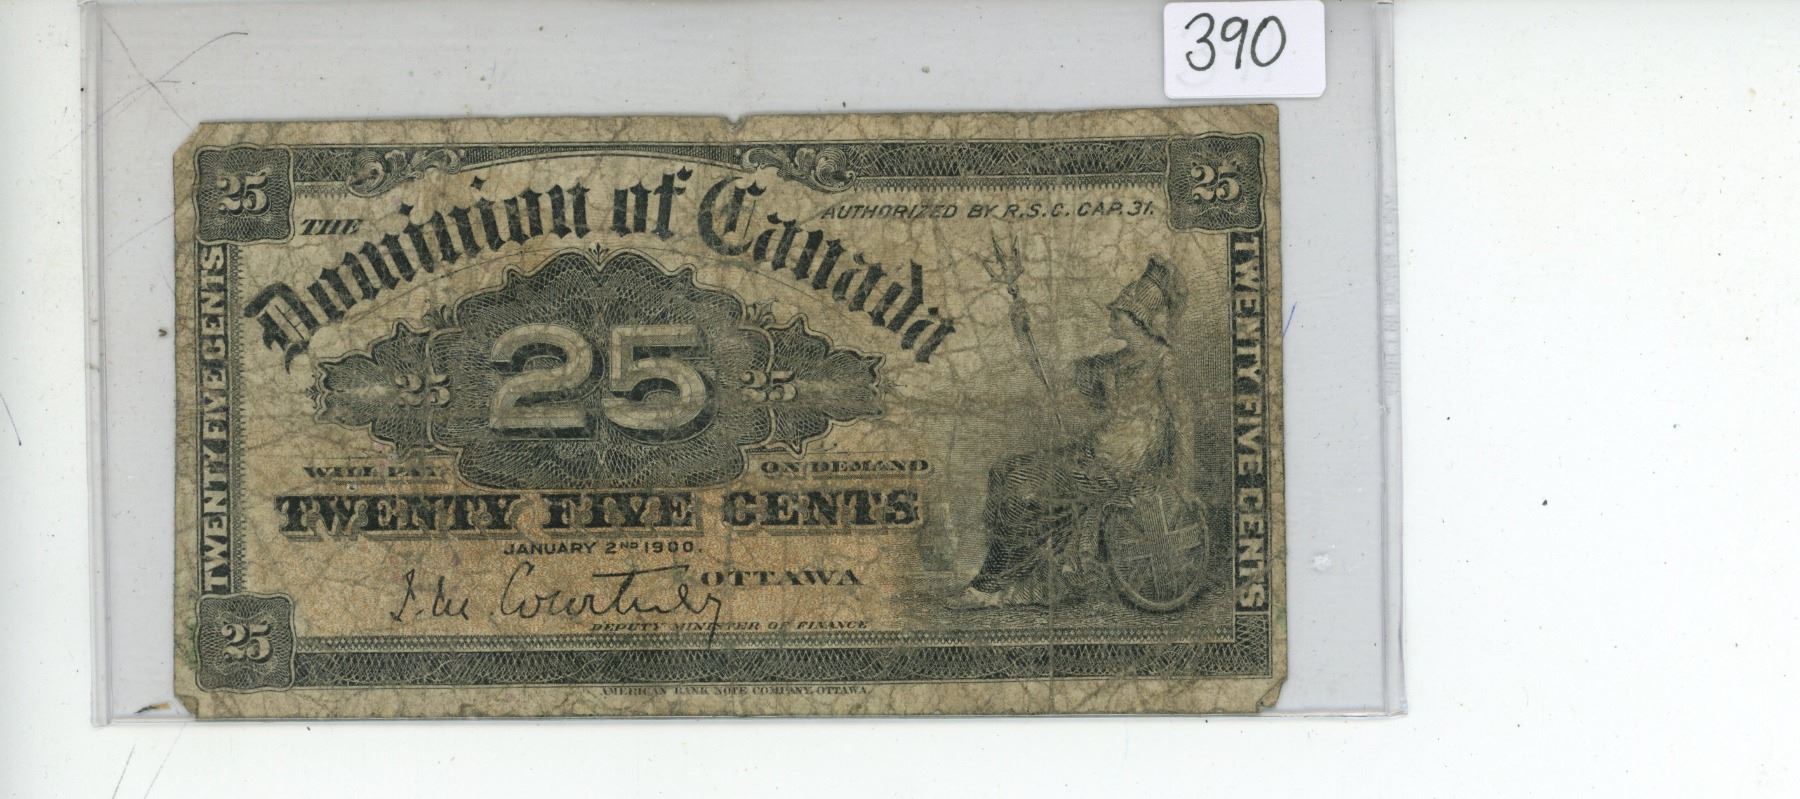 390
25
25
THE
Dominion of Canada
AUTHORIZED BY R.S.C. CAP. 31.
TWENTY FIVE CENTS
TWENTY FIVE CENTS
25 25 25
WILL PAY ON DEMAND
TWENTY FIVE CENTS
JANUARY 2ND 1900.
OTTAWA
Courtney
DEPUTY MINISTER OF FINANCE
25
AMERICAN BANK NOTE COMPANY, OTTAWA.